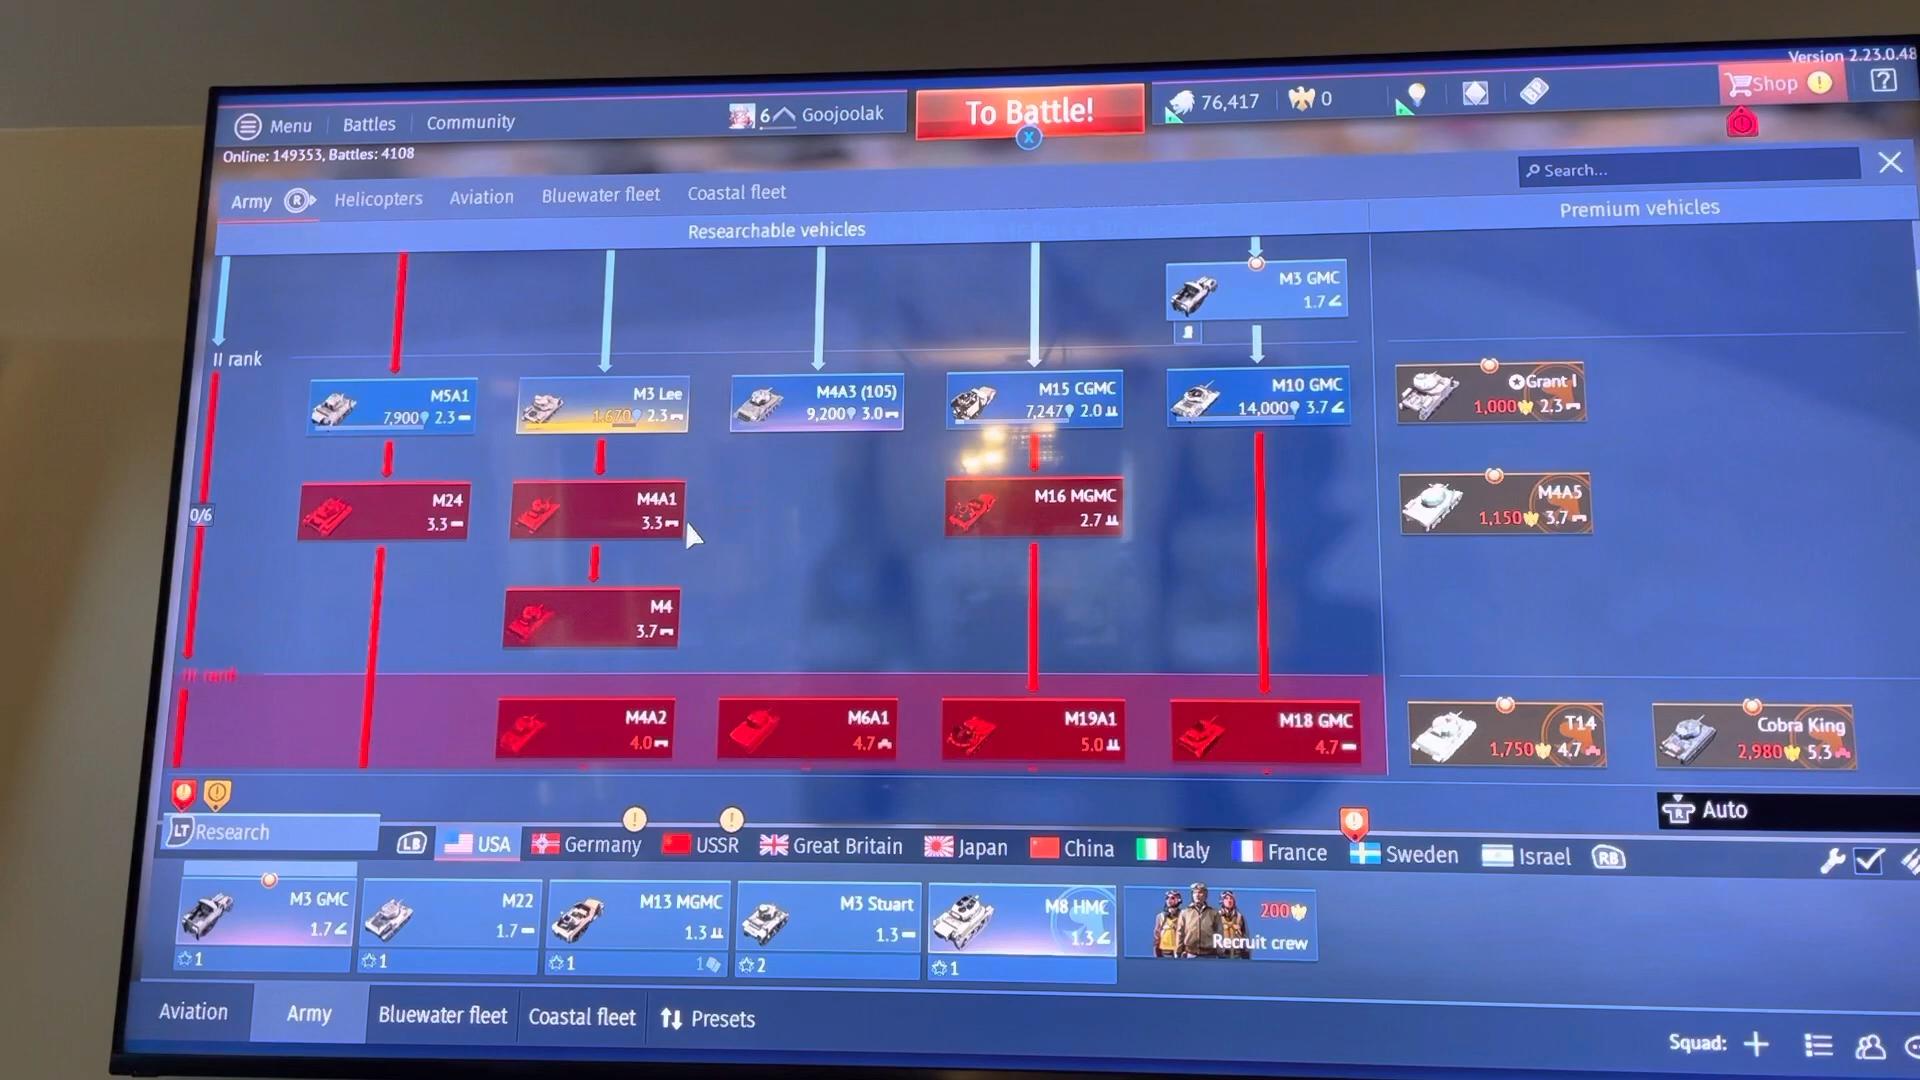 Version 2.23.0.48
Menu Battles Community
6 Goojoolak
To Battle!
X
76,417 0
Shop ! ?
Online: 149353, Battles: 4108
Army R Helicopters Aviation Bluewater fleet Coastal fleet
Search...
Researchable vehicles
Premium vehicles
M3 GMC
1.7
II rank
M5A1
7,900 2.3
M3 Lee
1,670 2.3
M4A3 (105)
9,200 3.0
M15 CGMC
7,247 2.0
M10 GMC
14,000 3.7
Grant I
1,000 2.3
0/6
M24
3.3
M4A1
3.3
M16 MGMC
2.7
M4A5
1,150 3.7
M4
3.7
III rank
M4A2
4.0
M6A1
4.7
M19A1
5.0
M18 GMC
4.7
T14
1,750 4.7
Cobra King
2,980 5.3
R Auto
LT Research
LB USA Germany USSR Great Britain Japan China Italy France Sweden Israel RB
M3 GMC
1.7
1
M22
1.7
1
M13 MGMC
1.3
1 1
M3 Stuart
1.3
2
M8 HMC
1.3
1
200
Recruit crew
Aviation Army Bluewater fleet Coastal fleet Presets
Squad: +